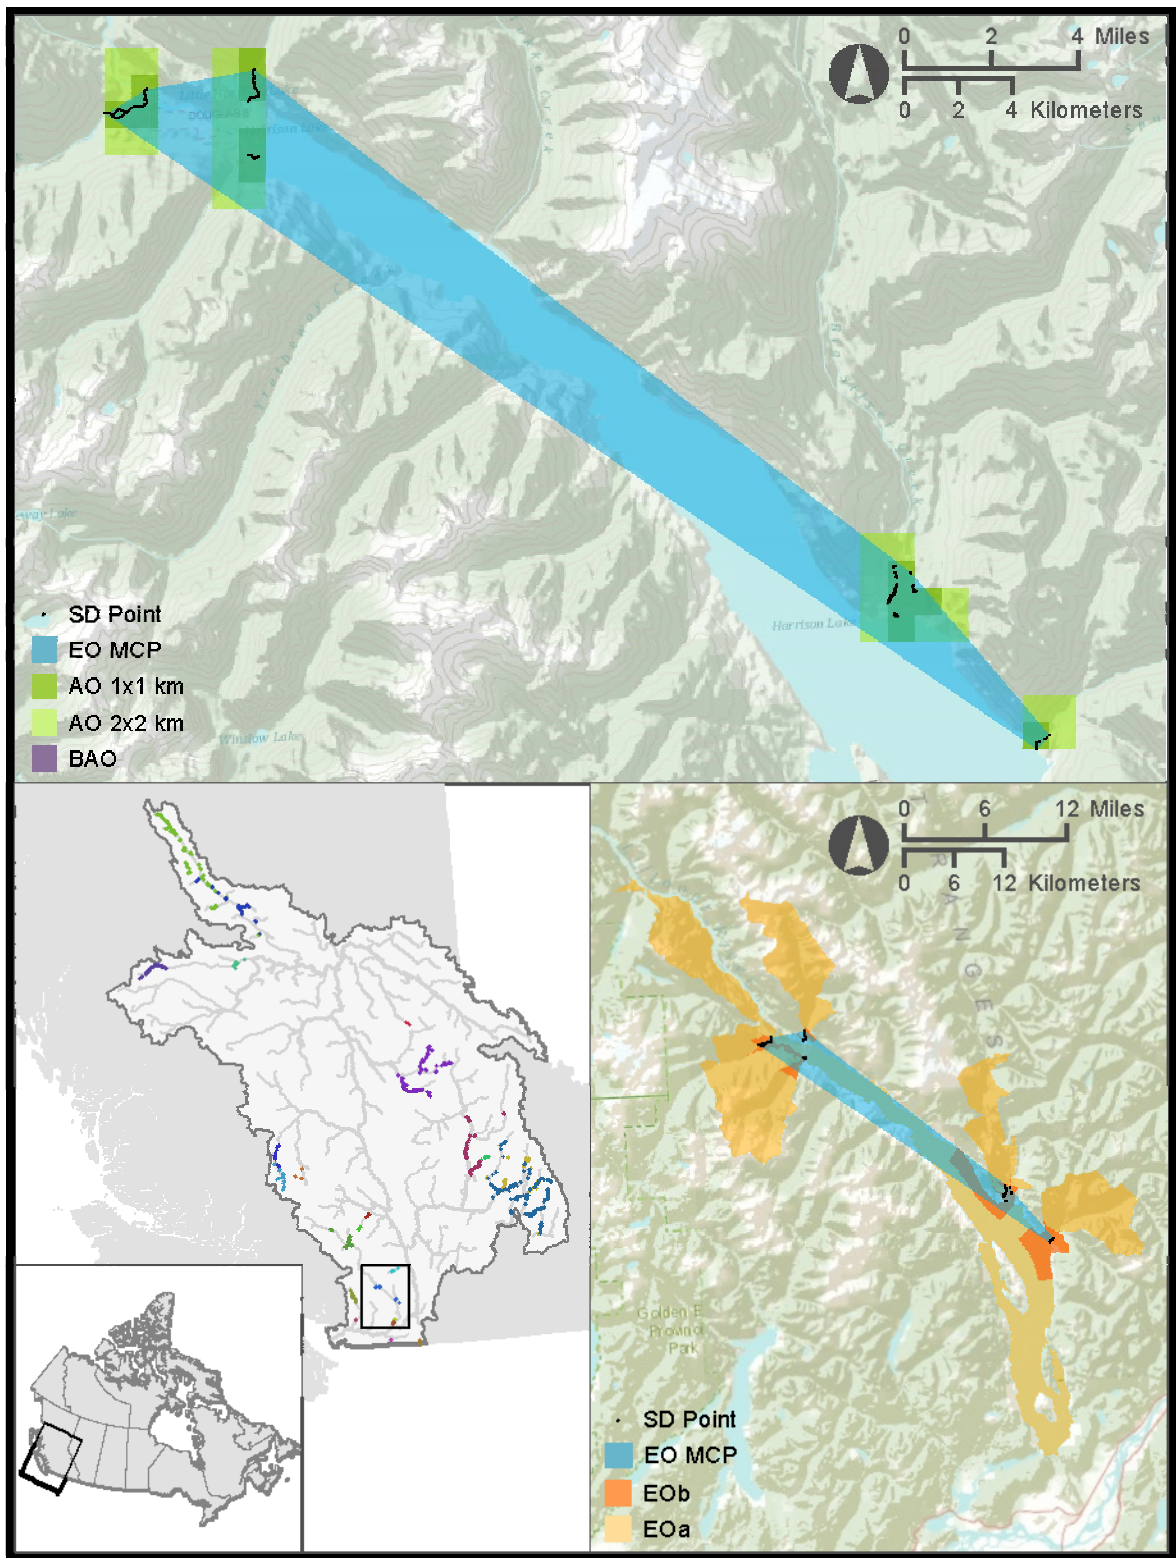 0 2 4 Miles
0 2 4 Kilometers
Harrison Lake
Winslow Lake
SD Point
EO MCP
AO 1x1 km
AO 2x2 km
BAO
0 6 12 Miles
0 6 12 Kilometers
R A N G E S
Golden E
Provinc
Park
SD Point
EO MCP
EOb
EOa